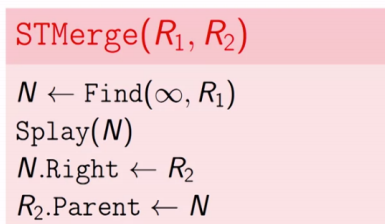 STMerge(R₁, R₂)
N ← Find(∞, R₁)
Splay(N)
N.Right ← R₂
R₂.Parent ← N